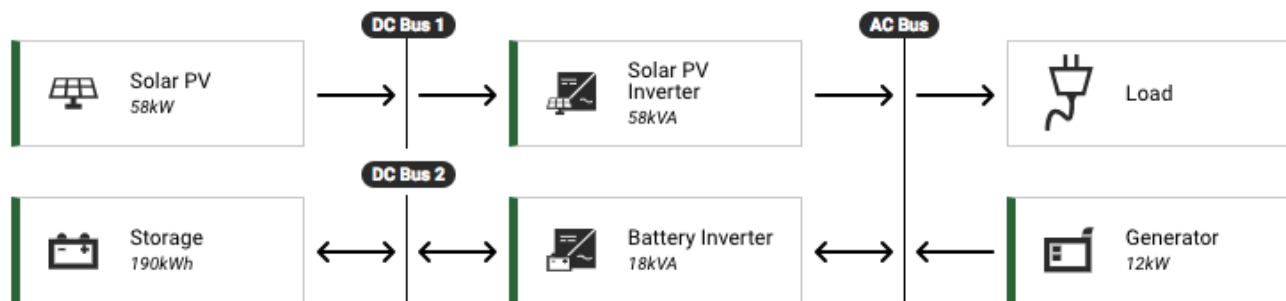 DC Bus 1
AC Bus
Solar PV
58kW
Solar PV
Inverter
58kVA
Load
DC Bus 2
Storage
190kWh
Battery Inverter
18kVA
Generator
12kW